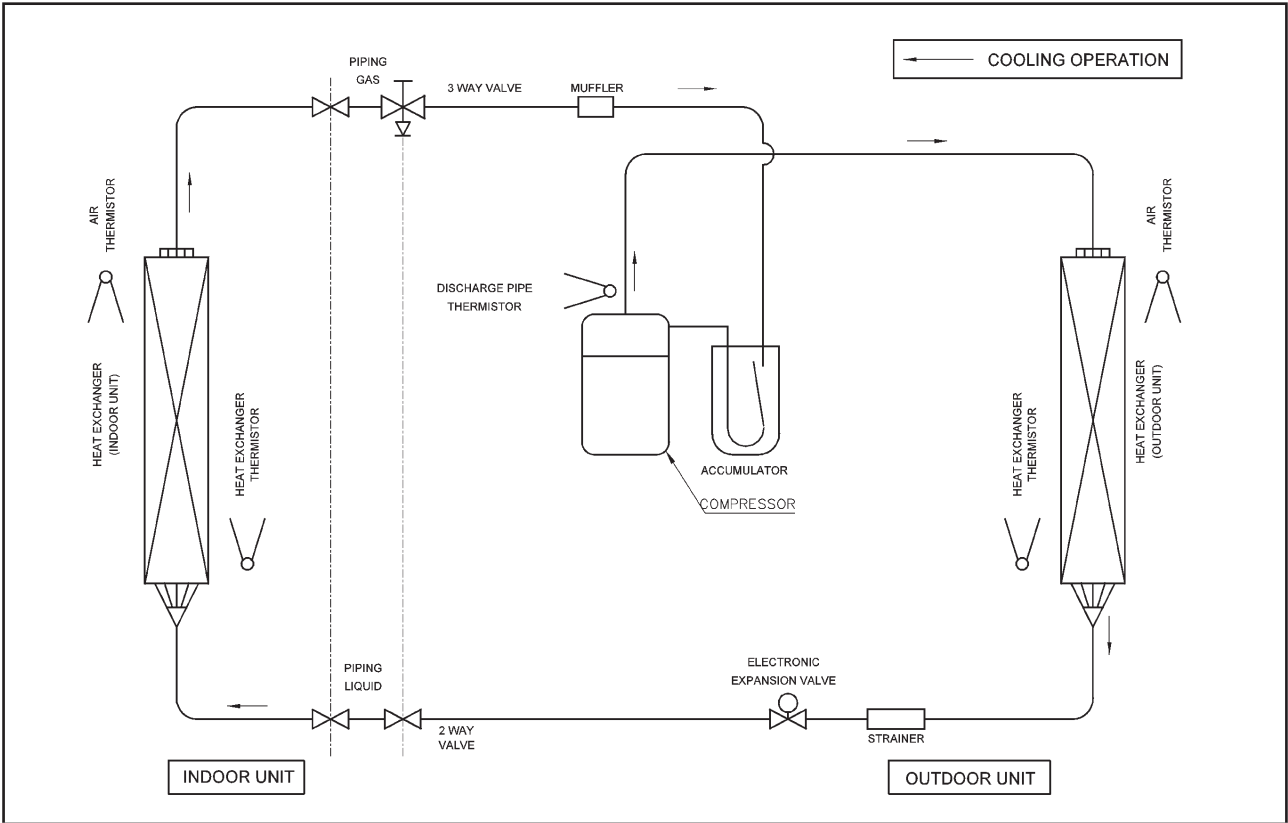 COOLING OPERATION
PIPING
GAS
3 WAY VALVE
MUFFLER
AIR
THERMISTOR
HEAT EXCHANGER
(INDOOR UNIT)
HEAT EXCHANGER
THERMISTOR
DISCHARGE PIPE
THERMISTOR
ACCUMULATOR
COMPRESSOR
AIR
THERMISTOR
HEAT EXCHANGER
(OUTDOOR UNIT)
HEAT EXCHANGER
THERMISTOR
PIPING
LIQUID
2 WAY
VALVE
ELECTRONIC
EXPANSION VALVE
STRAINER
INDOOR UNIT
OUTDOOR UNIT